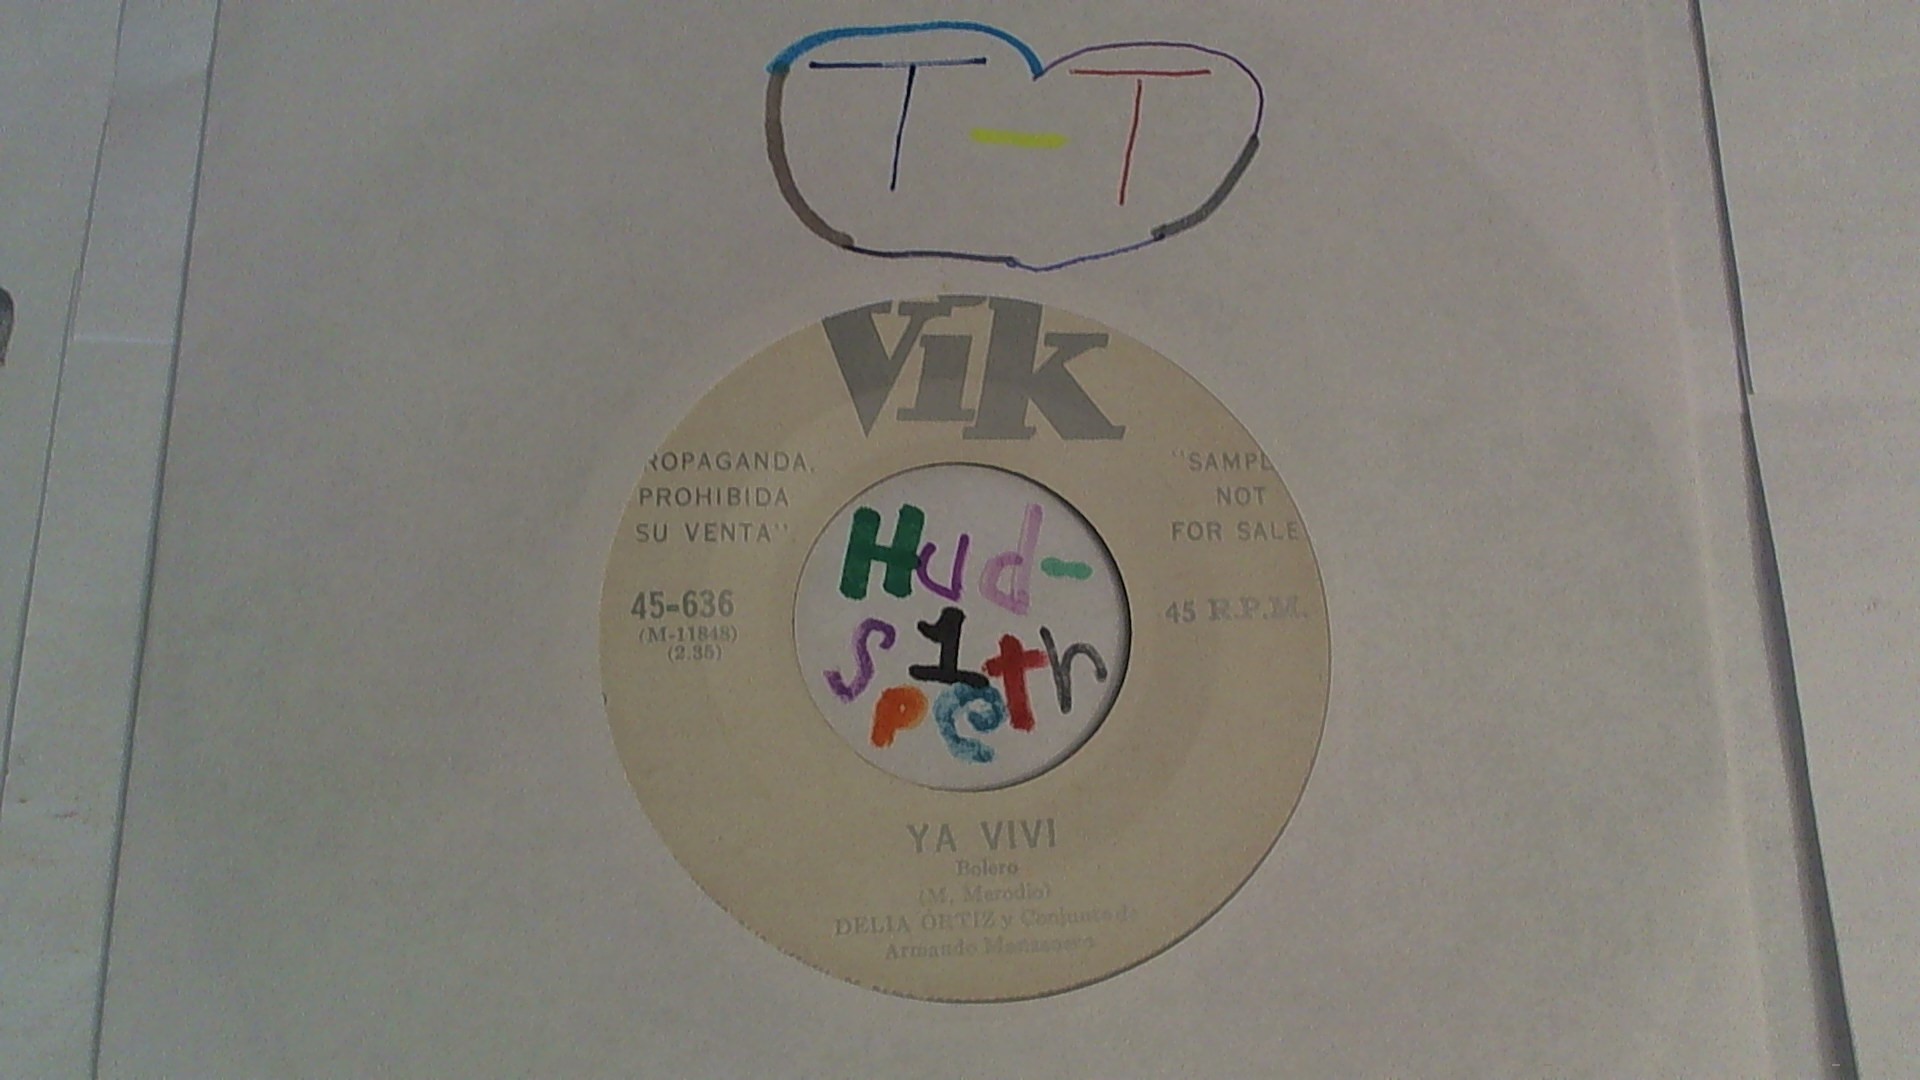 T-T
Vik
ROPAGANDA,
PROHIBIDA
SU VENTA"
"SAMPL
NOT
FOR SALE
45-636
(M-11848)
(2.35)
45 R.P.M.
Hud-
s1th
pe
YA VIVI
Bolero
(M. Merodio)
DELIA ORTIZ y Conjunto de
Armando Manzanero